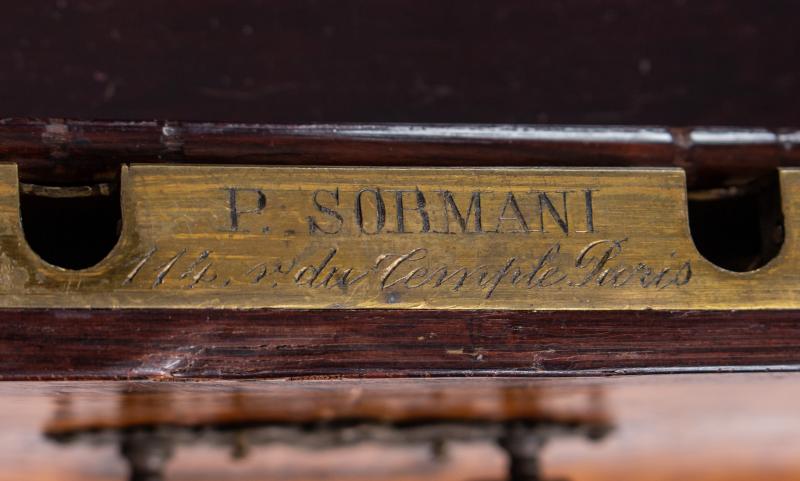 P. SORMANI
114. r. du Temple Paris